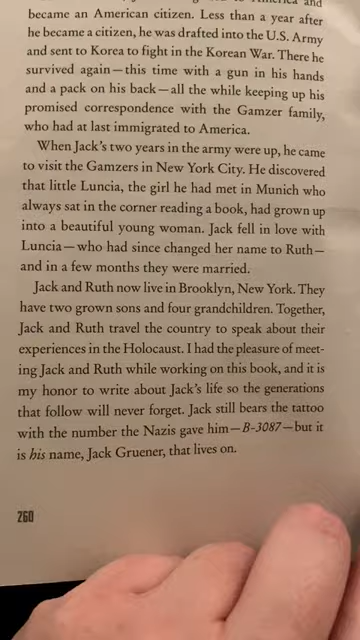 became an American citizen. Less than a year after
he became a citizen, he was drafted into the U.S. Army
and sent to Korea to fight in the Korean War. There he
survived again—this time with a gun in his hands
and a pack on his back—all the while keeping up his
promised correspondence with the Gamzer family,
who had at last immigrated to America.
When Jack's two years in the army were up, he came
to visit the Gamzers in New York City. He discovered
that little Luncia, the girl he had met in Munich who
always sat in the corner reading a book, had grown up
into a beautiful young woman. Jack fell in love with
Luncia—who had since changed her name to Ruth—
and in a few months they were married.
Jack and Ruth now live in Brooklyn, New York. They
have two grown sons and four grandchildren. Together,
Jack and Ruth travel the country to speak about their
experiences in the Holocaust. I had the pleasure of meet-
ing Jack and Ruth while working on this book, and it is
my honor to write about Jack's life so the generations
that follow will never forget. Jack still bears the tattoo
with the number the Nazis gave him—B-3087—but it
is his name, Jack Gruener, that lives on.
260